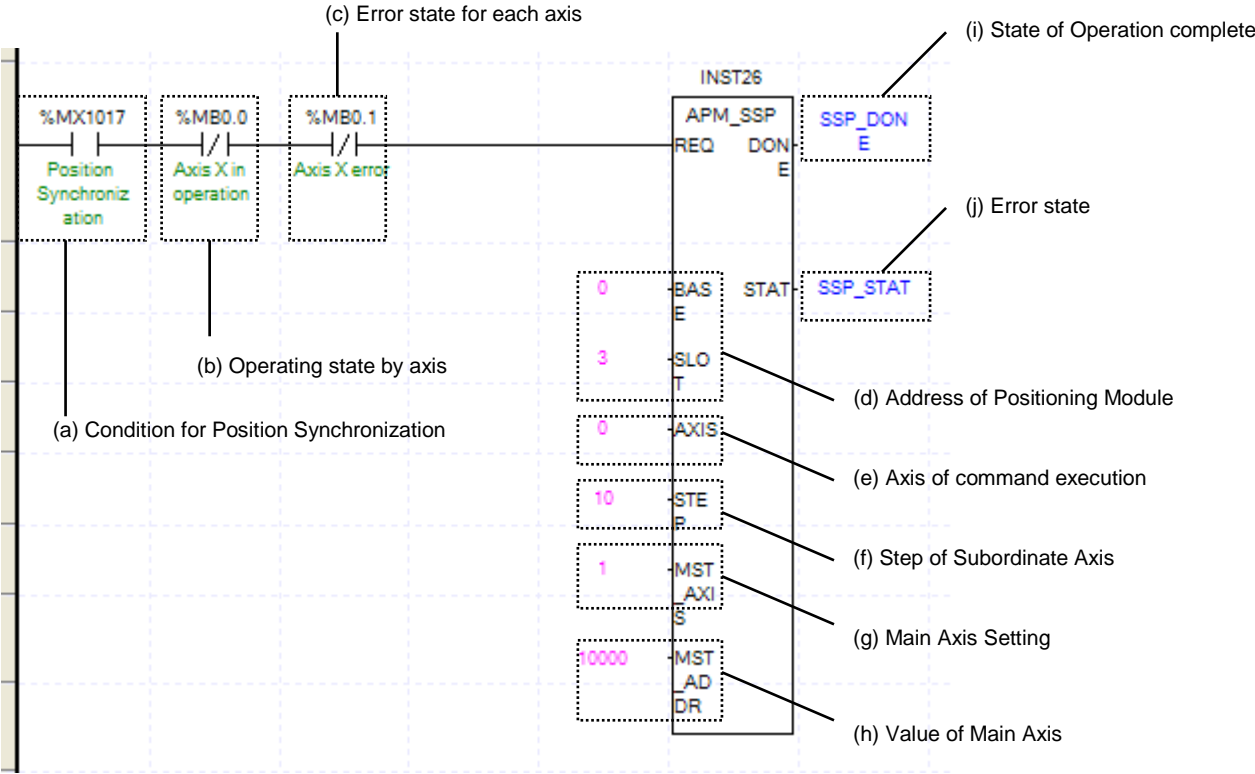 (c) Error state for each axis
(i) State of Operation complete
INST26
%MX1017
%MB0.0
%MB0.1
APM_SSP
SSP_DON
E
REQ
DON
E
Position
Synchroniz
ation
Axis X in
operation
Axis X error
(j) Error state
0
BAS
E
STAT
SSP_STAT
(b) Operating state by axis
3
SLO
T
(d) Address of Positioning Module
(a) Condition for Position Synchronization
0
AXIS
(e) Axis of command execution
10
STE
P
(f) Step of Subordinate Axis
1
MST
_AXI
S
(g) Main Axis Setting
10000
MST
_AD
DR
(h) Value of Main Axis